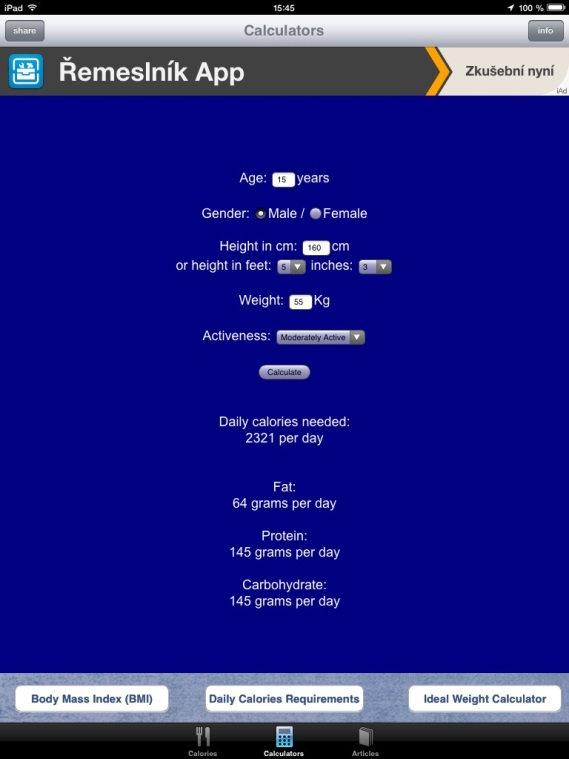 iPad 15:45 100 %
share Calculators info
Řemeslník App Zkušební nyní
iAd
Age: 15 years
Gender: Male / Female
Height in cm: 160 cm
or height in feet: 5 inches: 3
Weight: 55 Kg
Activeness: Moderately Active
Calculate
Daily calories needed:
2321 per day
Fat:
64 grams per day
Protein:
145 grams per day
Carbohydrate:
145 grams per day
Body Mass Index (BMI) Daily Calories Requirements Ideal Weight Calculator
Calories Calculators Articles